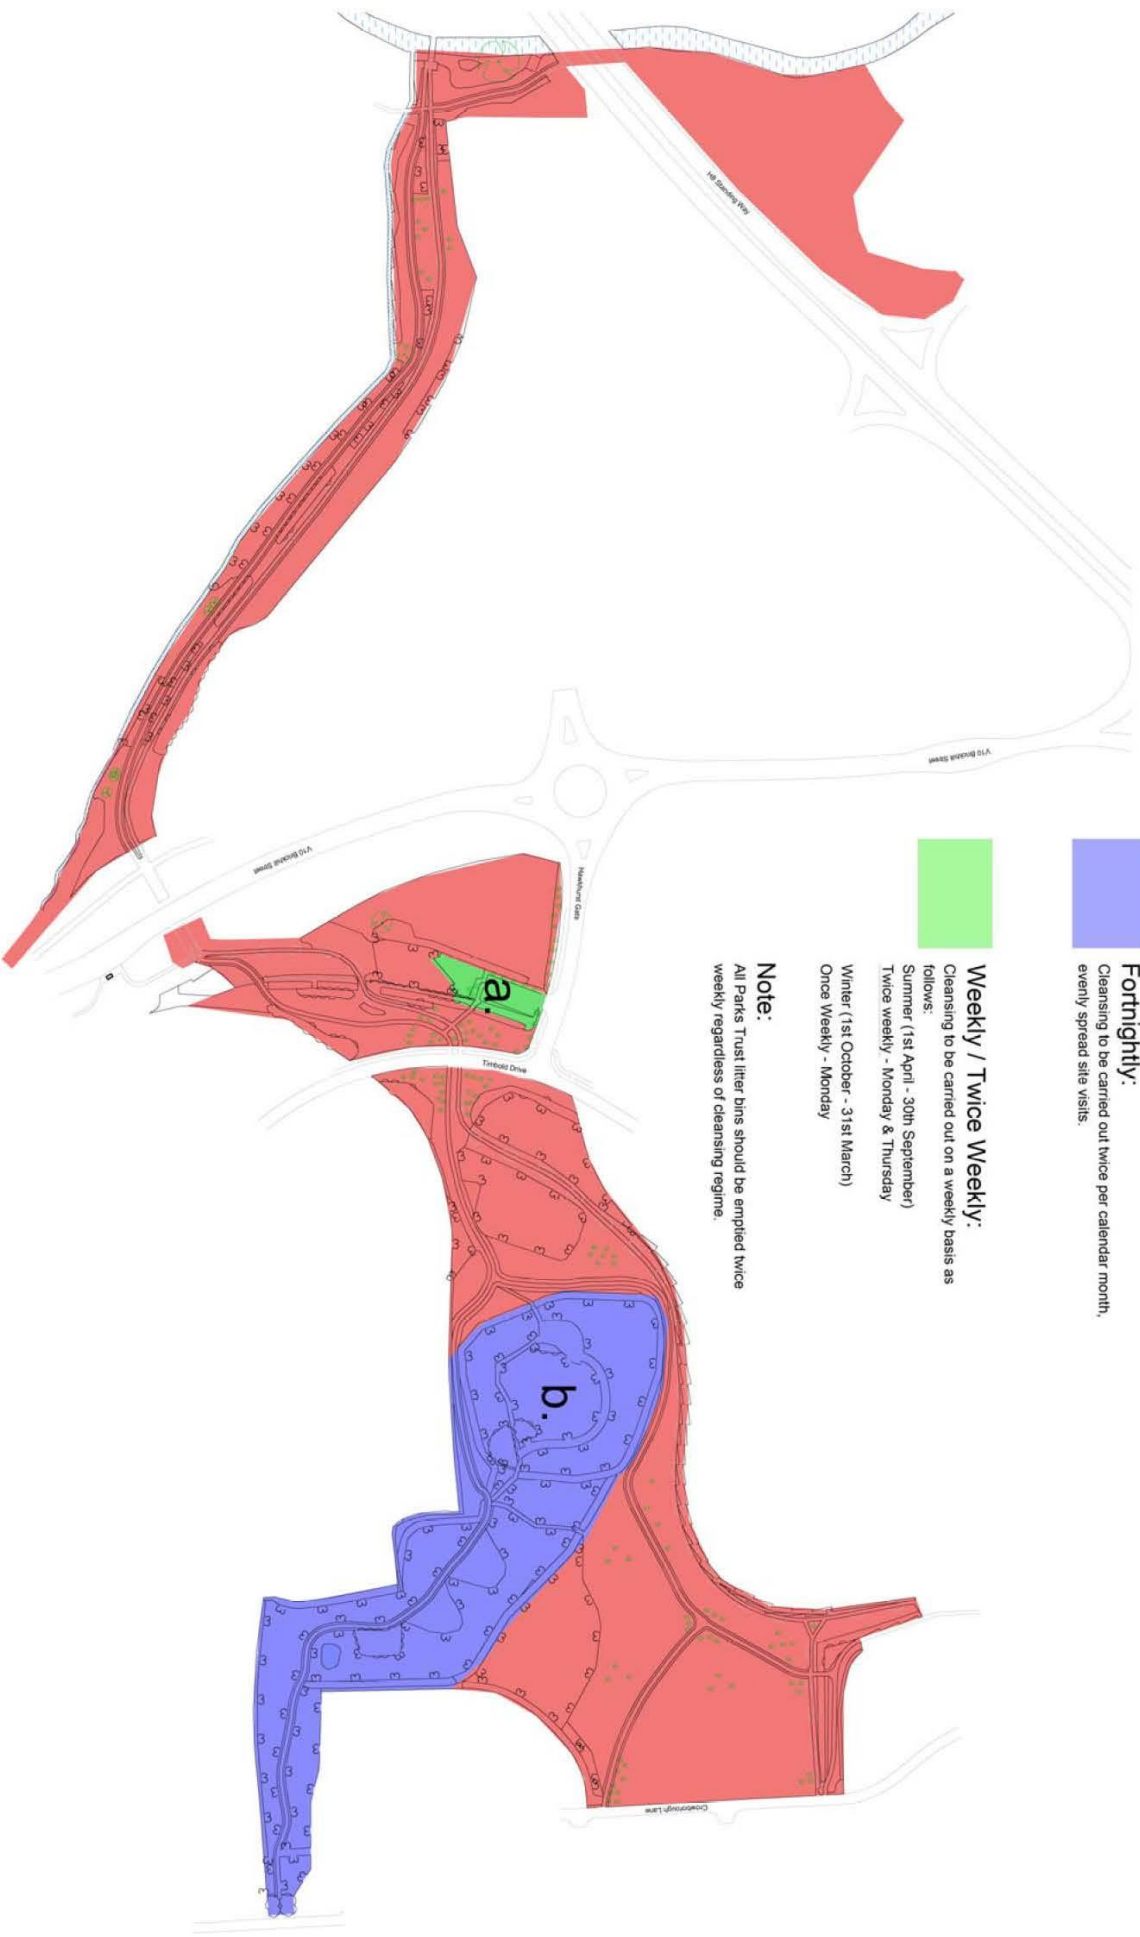 Fortnightly:
Cleansing to be carried out twice per calendar month,
evenly spread site visits.
Weekly / Twice Weekly:
Cleansing to be carried out on a weekly basis as
follows:
Summer (1st April - 30th September)
Twice weekly - Monday & Thursday
Winter (1st October - 31st March)
Once Weekly - Monday
Note:
All Parks Trust litter bins should be emptied twice
weekly regardless of cleansing regime.
H8 Standing Way
V10 Brickhill Street
V10 Brickhill Street
Hawkhurst Gate
a.
Timbold Drive
b.
Crowborough Lane